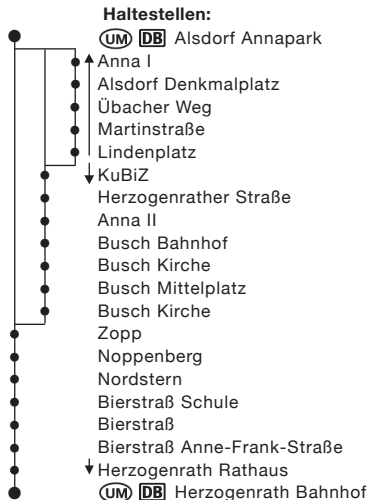 Haltestellen:
UM DB Alsdorf Annapark
Anna I
Alsdorf Denkmalplatz
Übacher Weg
Martinstraße
Lindenplatz
KuBiZ
Herzogenrather Straße
Anna II
Busch Bahnhof
Busch Kirche
Busch Mittelplatz
Busch Kirche
Zopp
Noppenberg
Nordstern
Bierstraß Schule
Bierstraß
Bierstraß Anne-Frank-Straße
Herzogenrath Rathaus
UM DB Herzogenrath Bahnhof